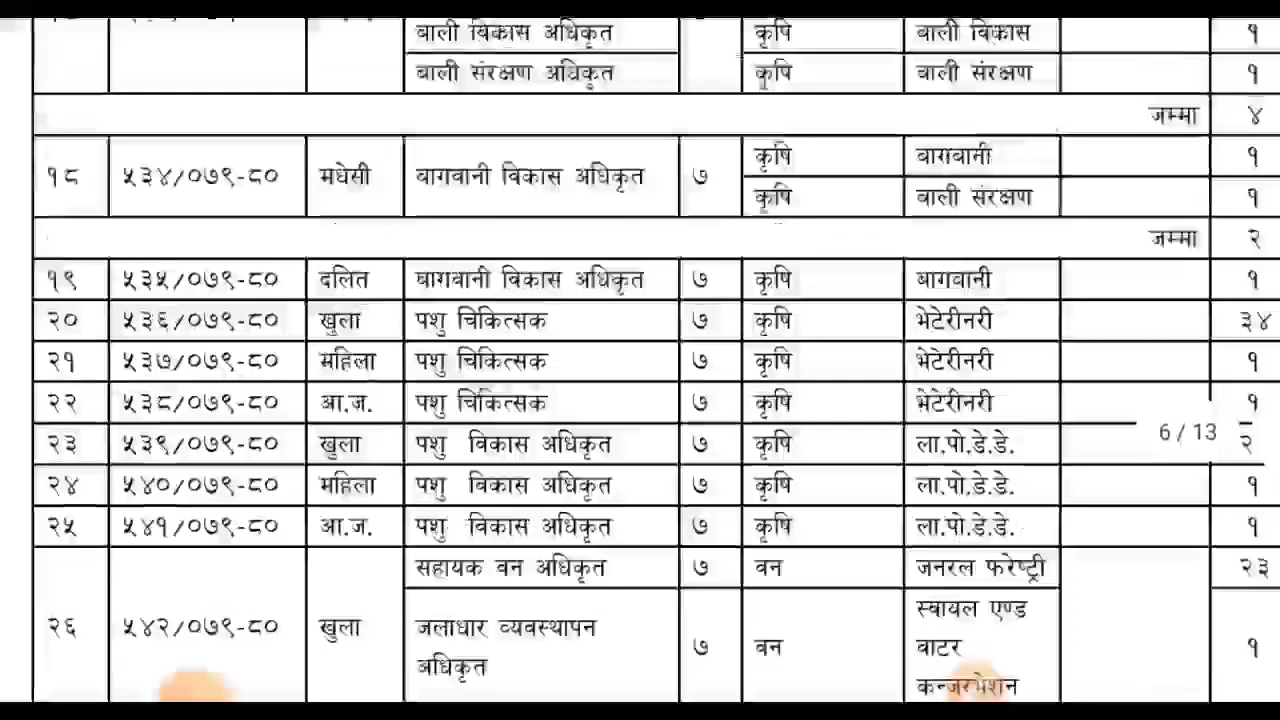 बाली विकास अधिकृत कृषि बाली विकास १
बाली संरक्षण अधिकृत कृषि बाली संरक्षण १
जम्मा ४
१८ ५३४/०७९-८० मधेसी बागवानी विकास अधिकृत ७ कृषि बागवानी १
कृषि बाली संरक्षण १
जम्मा २
१९ ५३५/०७९-८० दलित बागवानी विकास अधिकृत ७ कृषि बागवानी १
२० ५३६/०७९-८० खुला पशु चिकित्सक ७ कृषि भेटेरीनरी ३४
२१ ५३७/०७९-८० महिला पशु चिकित्सक ७ कृषि भेटेरीनरी १
२२ ५३८/०७९-८० आ.ज. पशु चिकित्सक ७ कृषि भेटेरीनरी १
6 / 13
२३ ५३९/०७९-८० खुला पशु विकास अधिकृत ७ कृषि ला.पो.डे.डे. २
२४ ५४०/०७९-८० महिला पशु विकास अधिकृत ७ कृषि ला.पो.डे.डे. १
२५ ५४१/०७९-८० आ.ज. पशु विकास अधिकृत ७ कृषि ला.पो.डे.डे. १
सहायक वन अधिकृत ७ वन जनरल फरेष्ट्री २३
२६ ५४२/०७९-८० खुला जलाधार व्यवस्थापन अधिकृत ७ वन स्वायल एण्ड वाटर कन्जरभेशन १